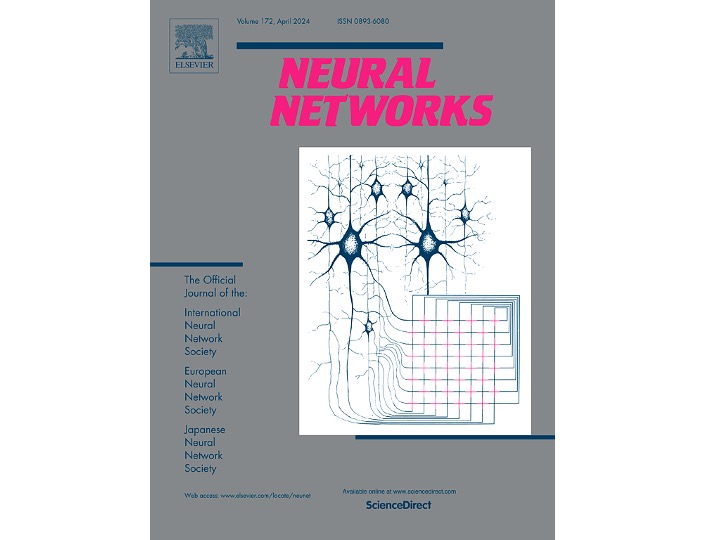 Volume 172, April 2024 ISSN 0893-6080
ELSEVIER
NEURAL
NETWORKS
The Official
Journal of the:
International
Neural
Network
Society
European
Neural
Network
Society
Japanese
Neural
Network
Society
Web access: www.elsevier.com/locate/neunet
Available online at www.sciencedirect.com
ScienceDirect